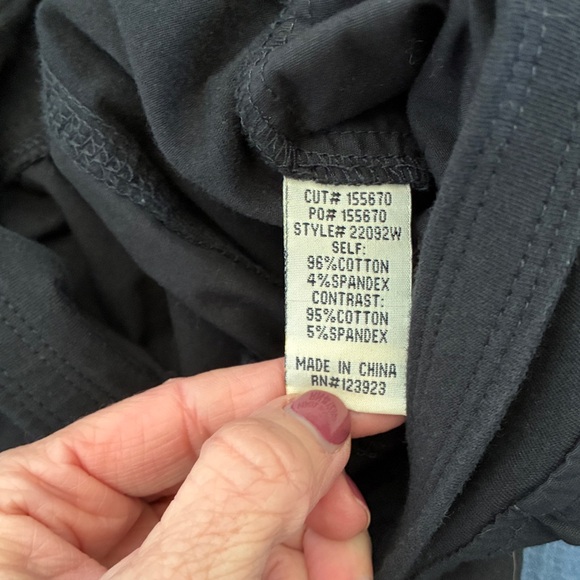 CUT# 155670
PO# 155670
STYLE# 22092W
SELF:
96%COTTON
4%SPANDEX
CONTRAST:
95%COTTON
5%SPANDEX
MADE IN CHINA
RN#123923